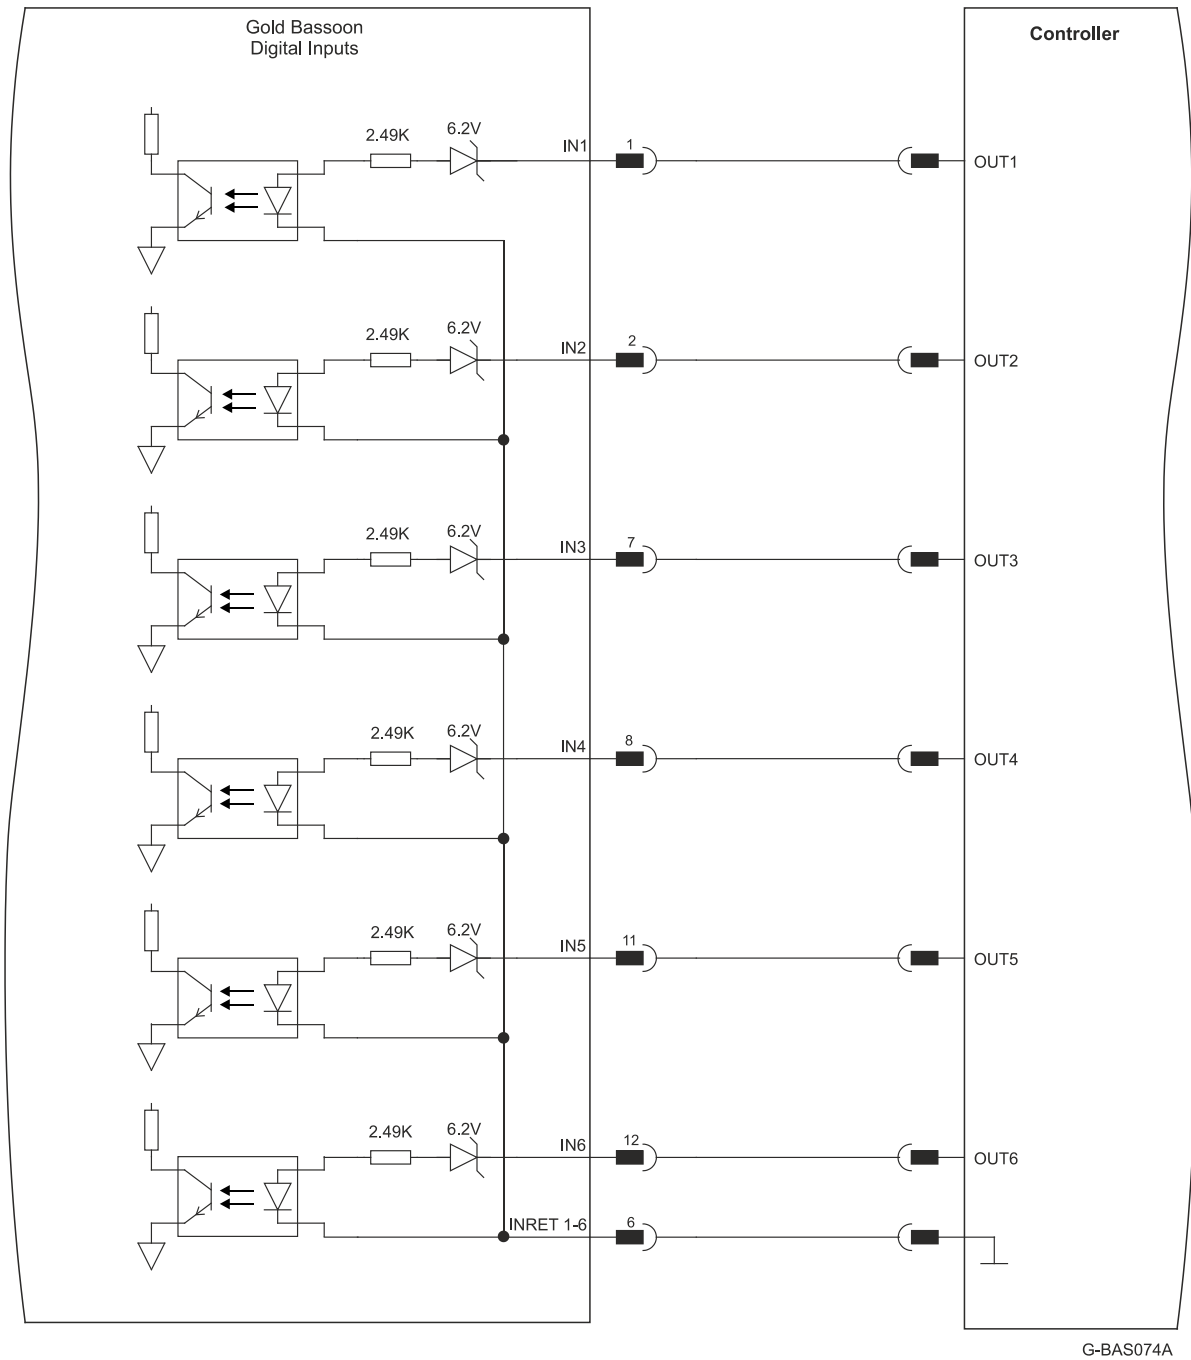 Gold Bassoon
Digital Inputs
Controller
2.49K
6.2V
IN1
1
OUT1
2.49K
6.2V
IN2
2
OUT2
2.49K
6.2V
IN3
7
OUT3
2.49K
6.2V
IN4
8
OUT4
2.49K
6.2V
IN5
11
OUT5
2.49K
6.2V
IN6
12
OUT6
INRET 1-6
6
G-BAS074A